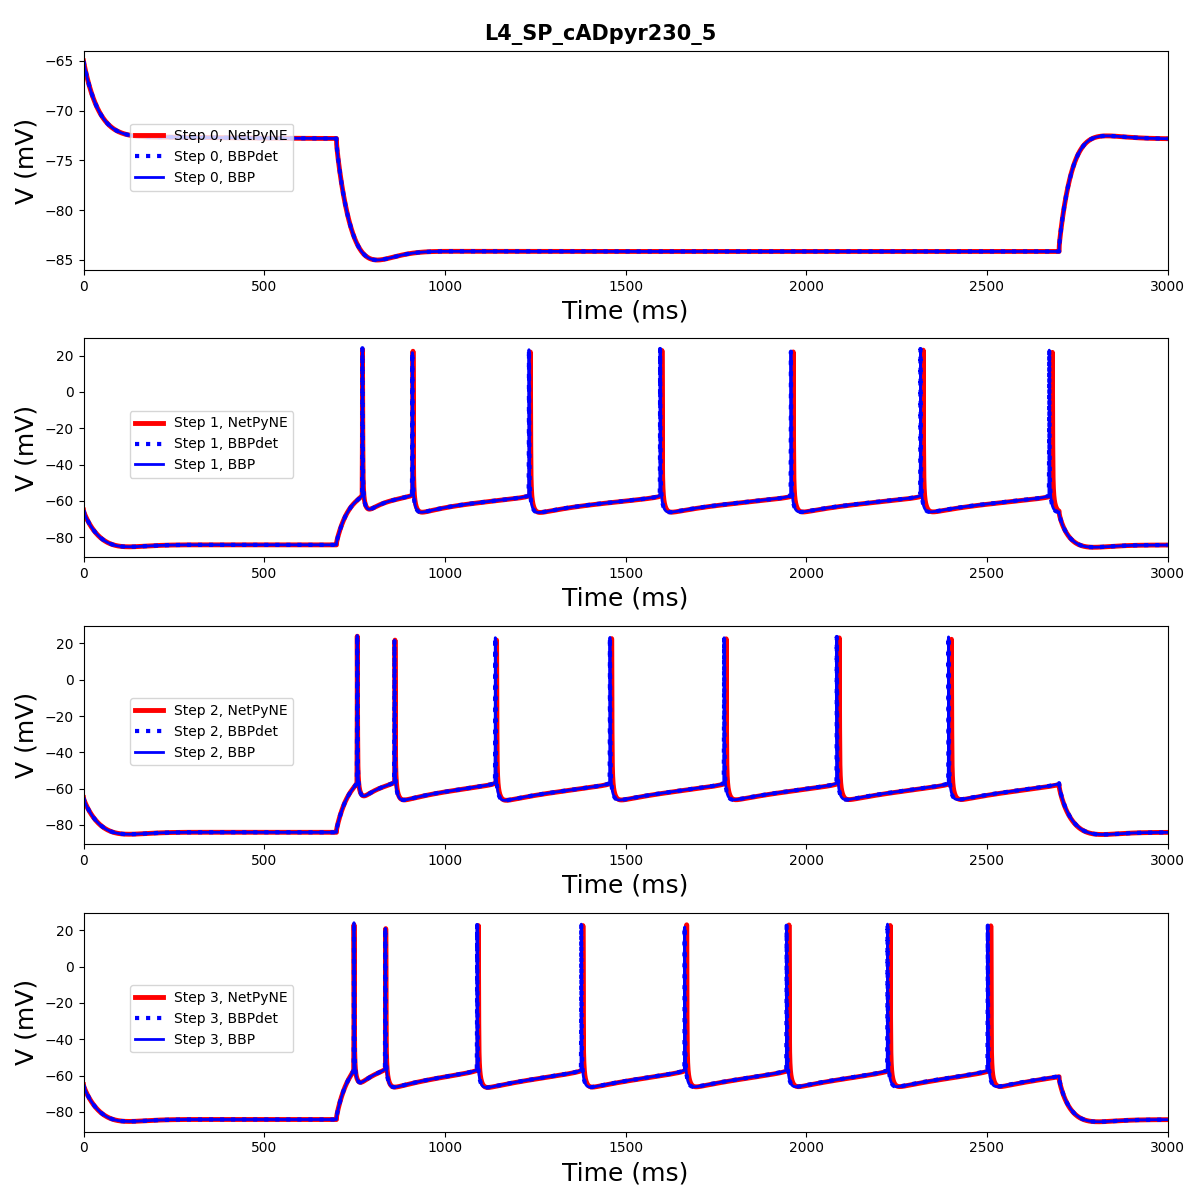 L4_SP_cADpyr230_5
−65
−70
−75
−80
−85
V (mV)
Step 0, NetPyNE
Step 0, BBPdet
Step 0, BBP
0 500 1000 1500 2000 2500 3000
Time (ms)
20
0
−20
−40
−60
−80
V (mV)
Step 1, NetPyNE
Step 1, BBPdet
Step 1, BBP
0 500 1000 1500 2000 2500 3000
Time (ms)
20
0
−20
−40
−60
−80
V (mV)
Step 2, NetPyNE
Step 2, BBPdet
Step 2, BBP
0 500 1000 1500 2000 2500 3000
Time (ms)
20
0
−20
−40
−60
−80
V (mV)
Step 3, NetPyNE
Step 3, BBPdet
Step 3, BBP
0 500 1000 1500 2000 2500 3000
Time (ms)